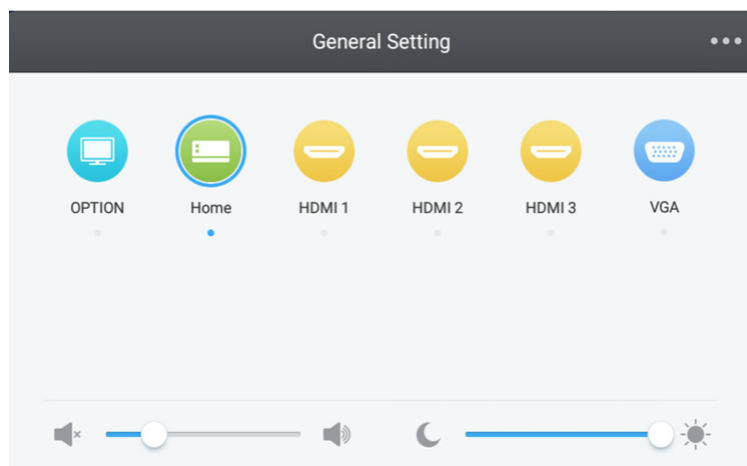 General Setting
OPTION
Home
HDMI 1
HDMI 2
HDMI 3
VGA